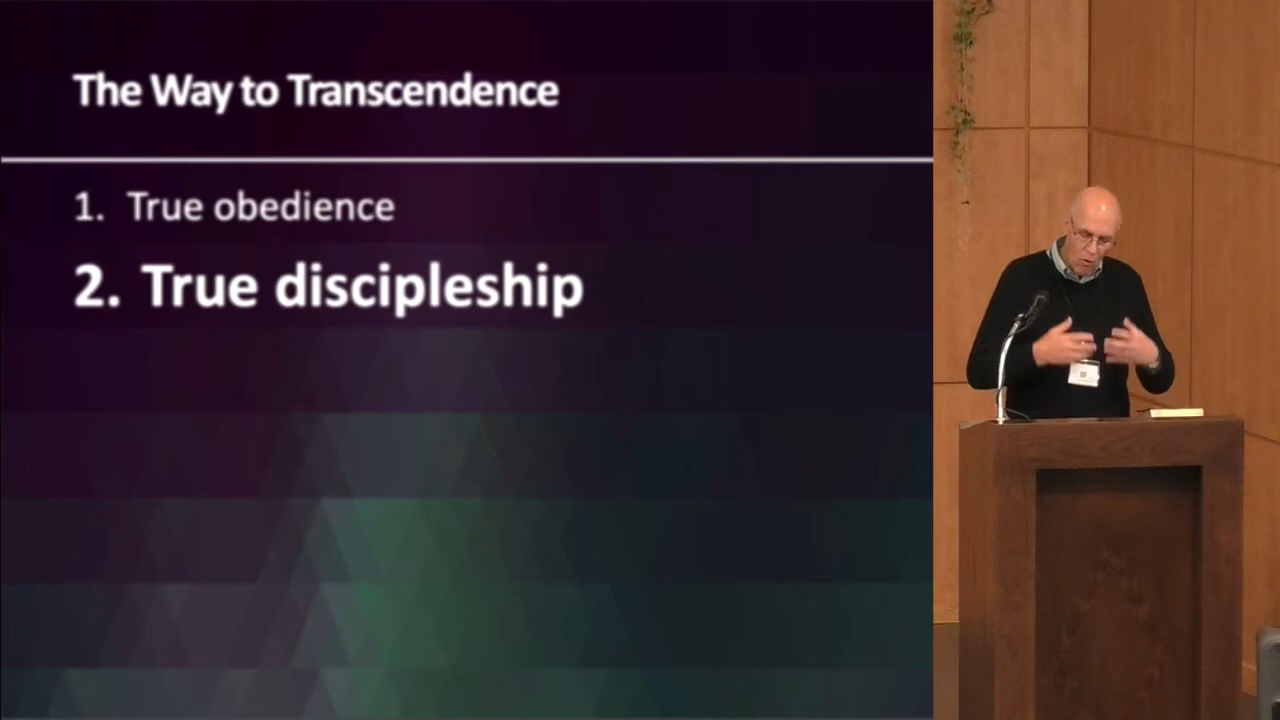 The Way to Transcendence
1. True obedience
2. True discipleship